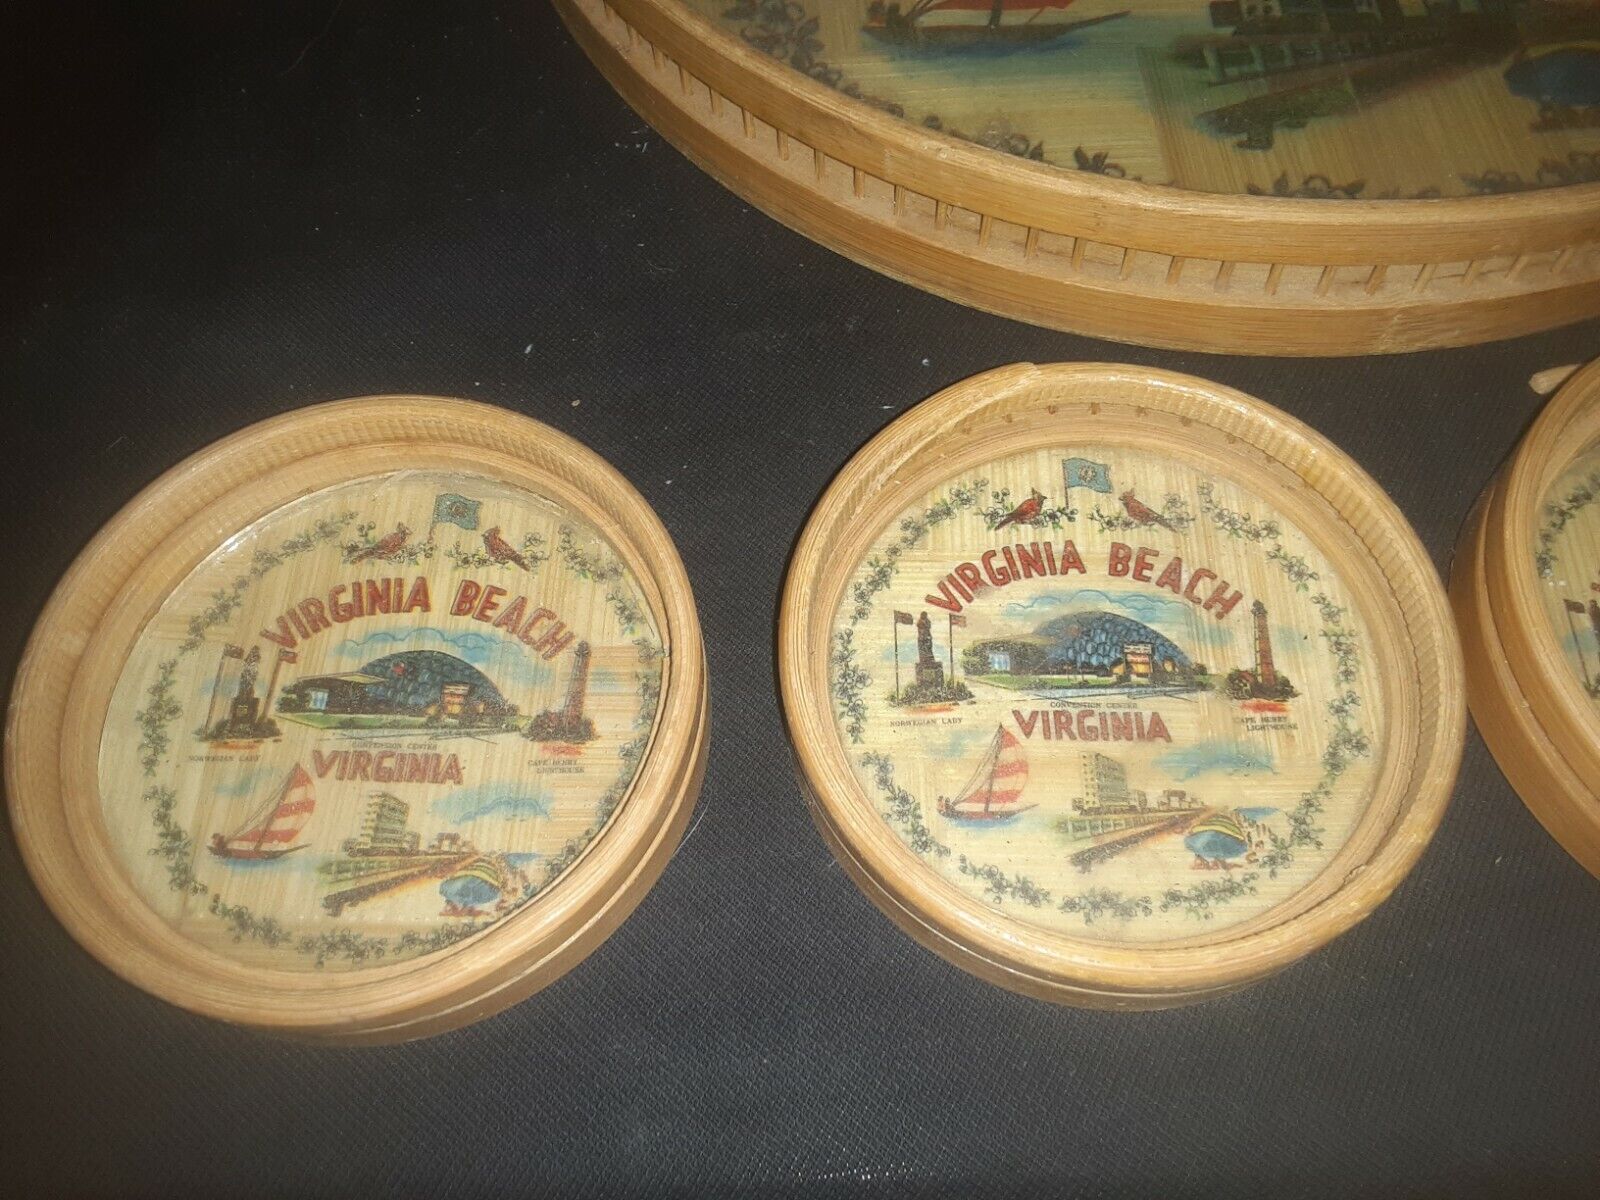 VIRGINIA BEACH
NORWEGIAN LADY
CONVENTION CENTER
CAPE HENRY
LIGHTHOUSE
VIRGINIA
VIRGINIA BEACH
NORWEGIAN LADY
CONVENTION CENTER
CAPE HENRY
LIGHTHOUSE
VIRGINIA